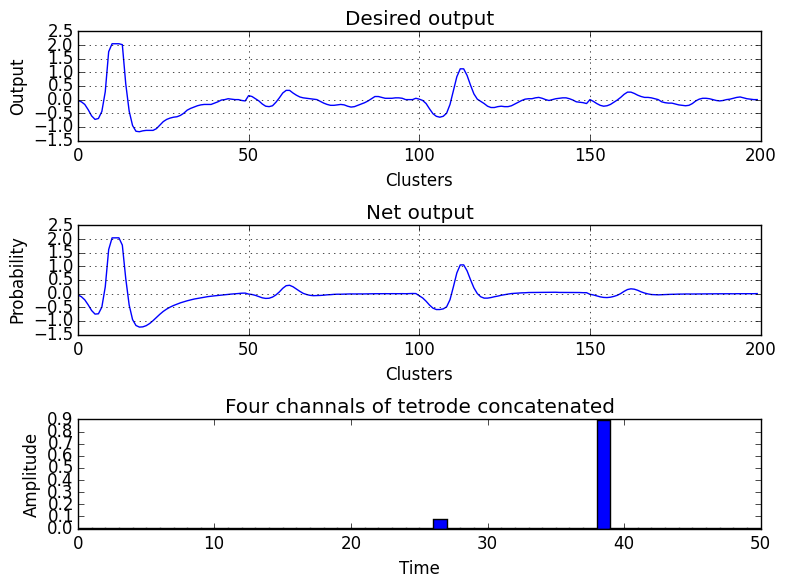 Desired output
2.5
2.0
1.5
1.0
0.5
0.0
−0.5
−1.0
−1.5
Output
0 50 100 150 200
Clusters
Net output
2.5
2.0
1.5
1.0
0.5
0.0
−0.5
−1.0
−1.5
Probability
0 50 100 150 200
Clusters
Four channels of tetrode concatenated
0.9
0.8
0.7
0.6
0.5
0.4
0.3
0.2
0.1
0.0
Amplitude
0 10 20 30 40 50
Time